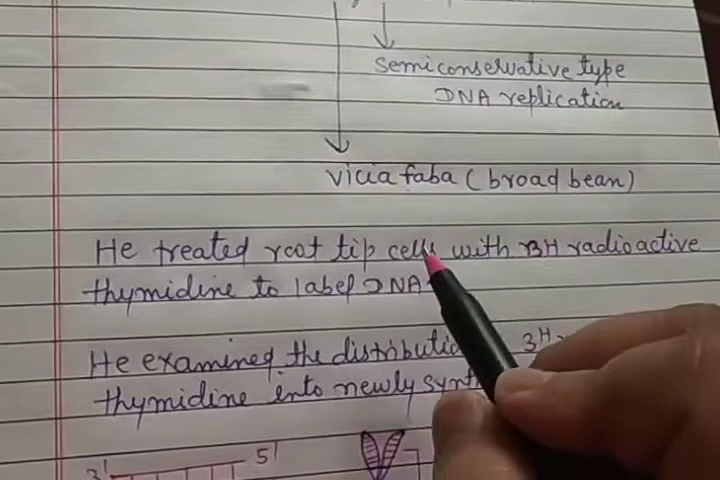 semiconservative type
DNA replication
vicia faba (broad bean)
He treated root tip cells with 3H radioactive
thymidine to label DNA
He examined the distribution 3H
thymidine into newly
3' 5'